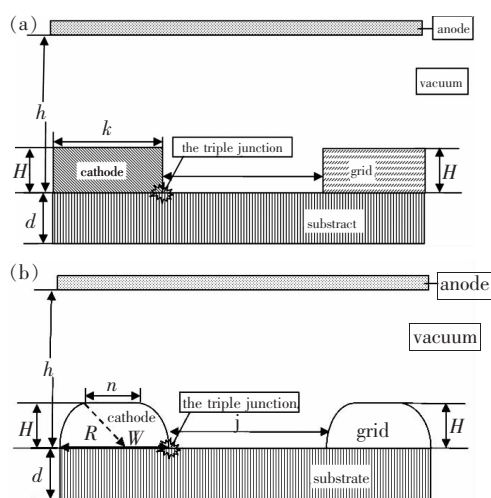 (a)
anode
vacuum
h
k
the triple junction
H
cathode
grid
H
d
substract
(b)
anode
vacuum
h
n
the triple junction
H
cathode
R
W
j
grid
H
d
substrate